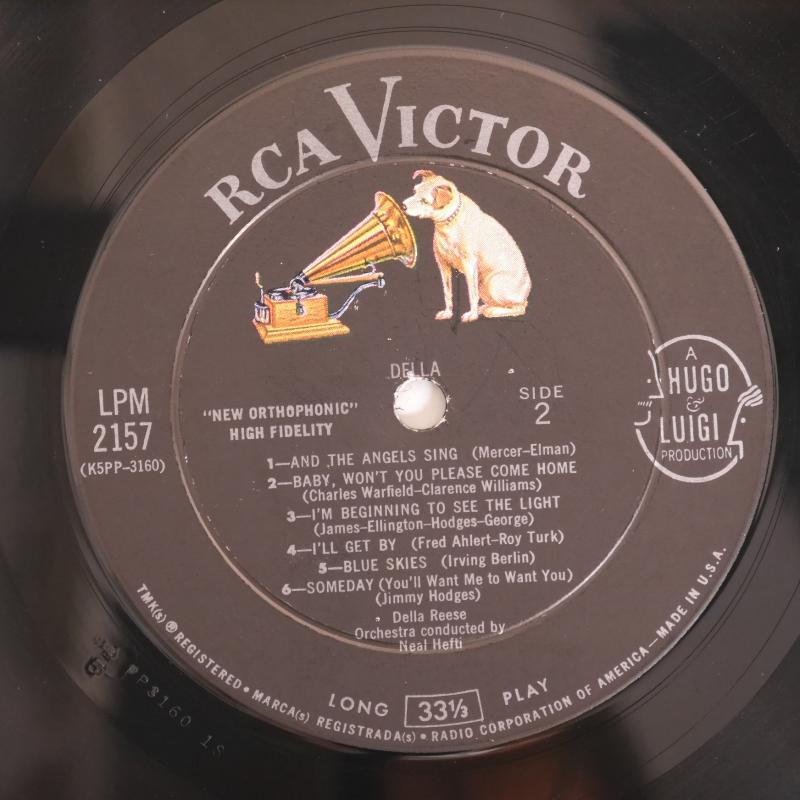 RCA VICTOR
DELLA
LPM
2157
(K5PP-3160)
"NEW ORTHOPHONIC"
HIGH FIDELITY
SIDE
2
A
HUGO
&
LUIGI
PRODUCTION
1—AND THE ANGELS SING (Mercer-Elman)
2—BABY, WON'T YOU PLEASE COME HOME
(Charles Warfield-Clarence Williams)
3—I'M BEGINNING TO SEE THE LIGHT
(James-Ellington-Hodges-George)
4—I'LL GET BY (Fred Ahlert-Roy Turk)
5—BLUE SKIES (Irving Berlin)
6—SOMEDAY (You'll Want Me to Want You)
(Jimmy Hodges)
Della Reese
Orchestra conducted by
Neal Hefti
LONG 33⅓ PLAY
TMK(s) ® REGISTERED • MARCA(s) REGISTRADA(s) • RADIO CORPORATION OF AMERICA—MADE IN U.S.A.